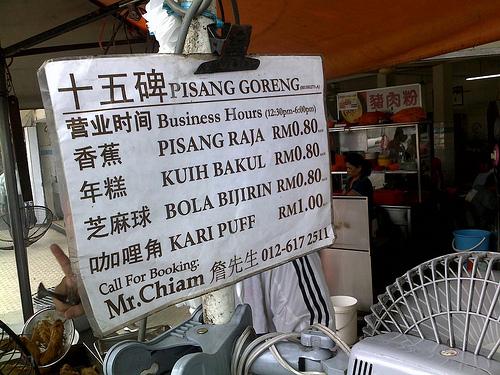 十五碑 PISANG GORENG
营业时间 Business Hours (12:30pm-6:00pm)
香蕉 PISANG RAJA RM0.80
年糕 KUIH BAKUL RM0.80
芝麻球 BOLA BIJIRIN RM0.80
咖喱角 KARI PUFF RM1.00
Call For Booking:
Mr.Chiam 詹先生 012-617 2511
豬肉粉